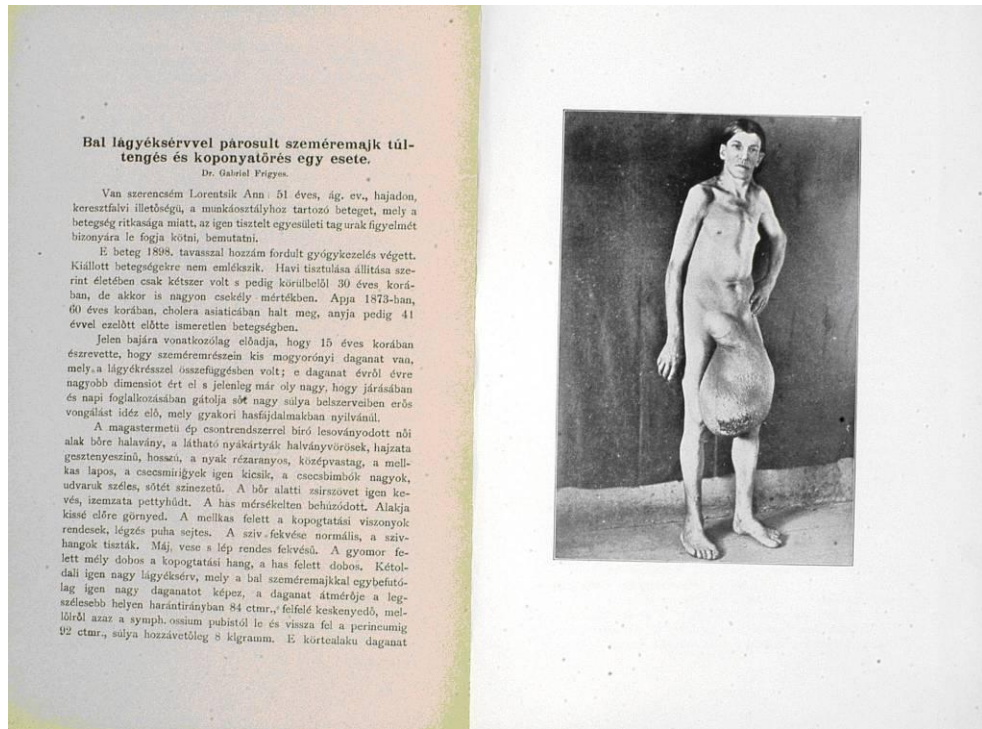 Bal lágyéksérvvel párosult szeméremajk túl-
tengés és koponyatörés egy esete.
Dr. Gabriel Frigyes.
Van szerencsém Lorentsik Ann 51 éves, ág. ev., hajadon,
keresztfalvi illetőségü, a munkáosztályhoz tartozó beteget, mely a
betegség ritkasága miatt, az igen tisztelt egyesületi tag urak figyelmét
bizonyára le fogja kötni, bemutatni.
E beteg 1898. tavasszal hozzám fordult gyógykezelés végett.
Kiállott betegségekre nem emlékszik. Havi tisztulása állitása sze-
rint életében csak kétszer volt s pedig körülbelől 30 éves korá-
ban, de akkor is nagyon csekély mértékben. Apja 1873-ban,
60 éves korában, cholera asiaticában halt meg, anyja pedig 41
évvel ezelőtt előtte ismeretlen betegségben.
Jelen bajára vonatkozólag előadja, hogy 15 éves korában
észrevette, hogy szeméremrészein kis mogyorónyi daganat van,
mely a lágyékrésszel összefüggésben volt; e daganat évről évre
nagyobb dimensiot ért el s jelenleg már oly nagy, hogy járásában
és napi foglalkozásában gátolja sőt nagy súlya belszerveiben erős
vongálást idéz elő, mely gyakori hasfájdalmakban nyilvánúl.
A magastermetü ép csontrendszerrel biró lesoványodott női
alak bőre halavány, a látható nyákártyák halványvörösek, hajzata
gesztenyeszinű, hosszú, a nyak rézaranyos, középvastag, a mell-
kas lapos, a csecsmirigyek igen kicsik, a csecsbimbók nagyok,
udvaruk széles, sötét szinezetű. A bőr alatti zsirszövet igen ke-
vés, izemzata pettyhüdt. A has mérsékelten behúzódott. Alakja
kissé előre görnyed. A mellkas felett a kopogtatási viszonyok
rendesek, légzés puha sejtes. A sziv fekvése normális, a sziv-
hangok tiszták. Máj, vese s lép rendes fekvésű. A gyomor fe-
lett mély dobos a kopogtatási hang, a has felett dobos. Kétol-
dali igen nagy lágyéksérv, mely a bal szeméremajkkal egybefutó-
lag igen nagy daganatot képez, a daganat átmérője a leg-
szélesebb helyen harántirányban 84 ctmr., felfelé keskenyedő, mel-
lőlről azaz a symph. ossium pubistól le és vissza fel a perineumig
92 ctmr., súlya hozzávetőleg 8 klgramm. E körtealaku daganat